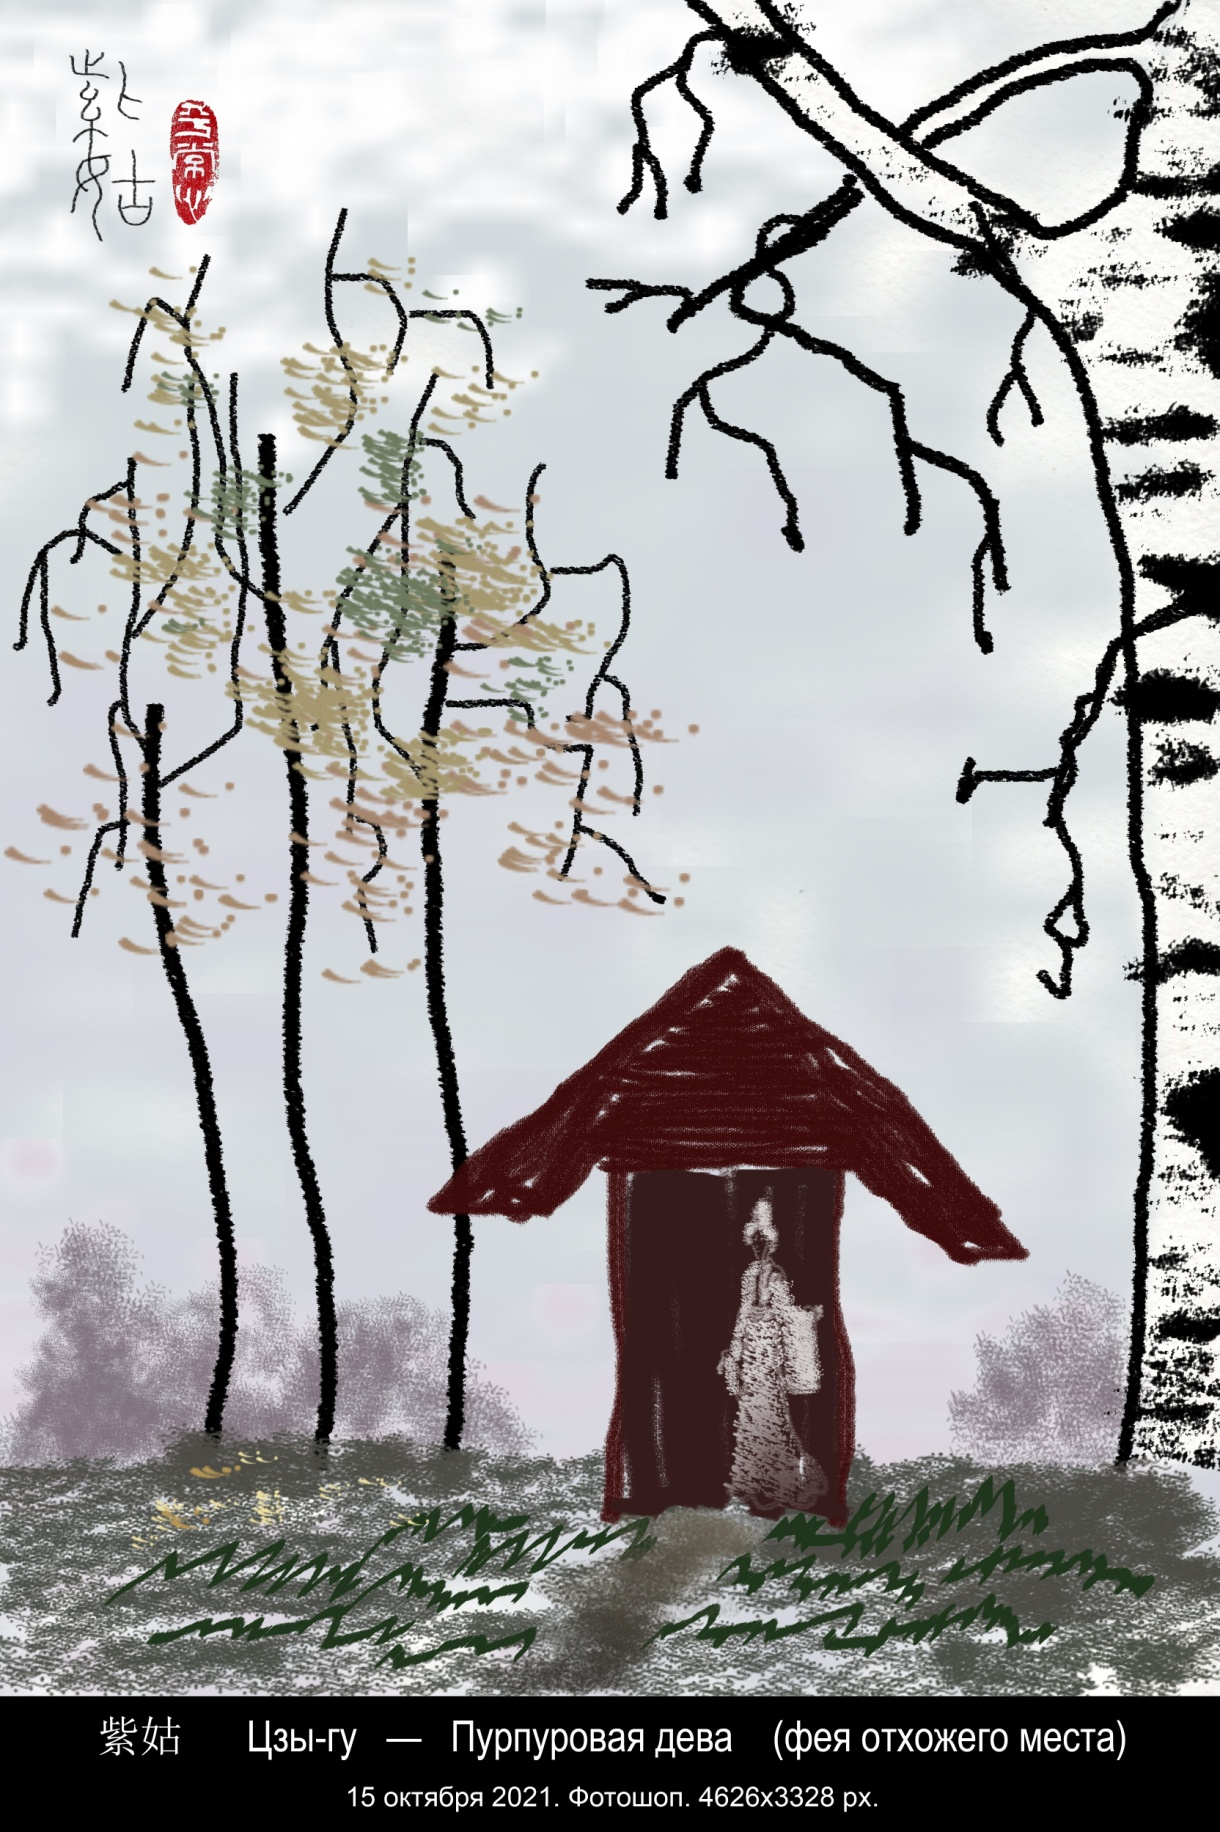 紫姑
紫姑 Цзы-гу — Пурпуровая дева (фея отхожего места)
15 октября 2021. Фотошоп. 4626x3328 px.